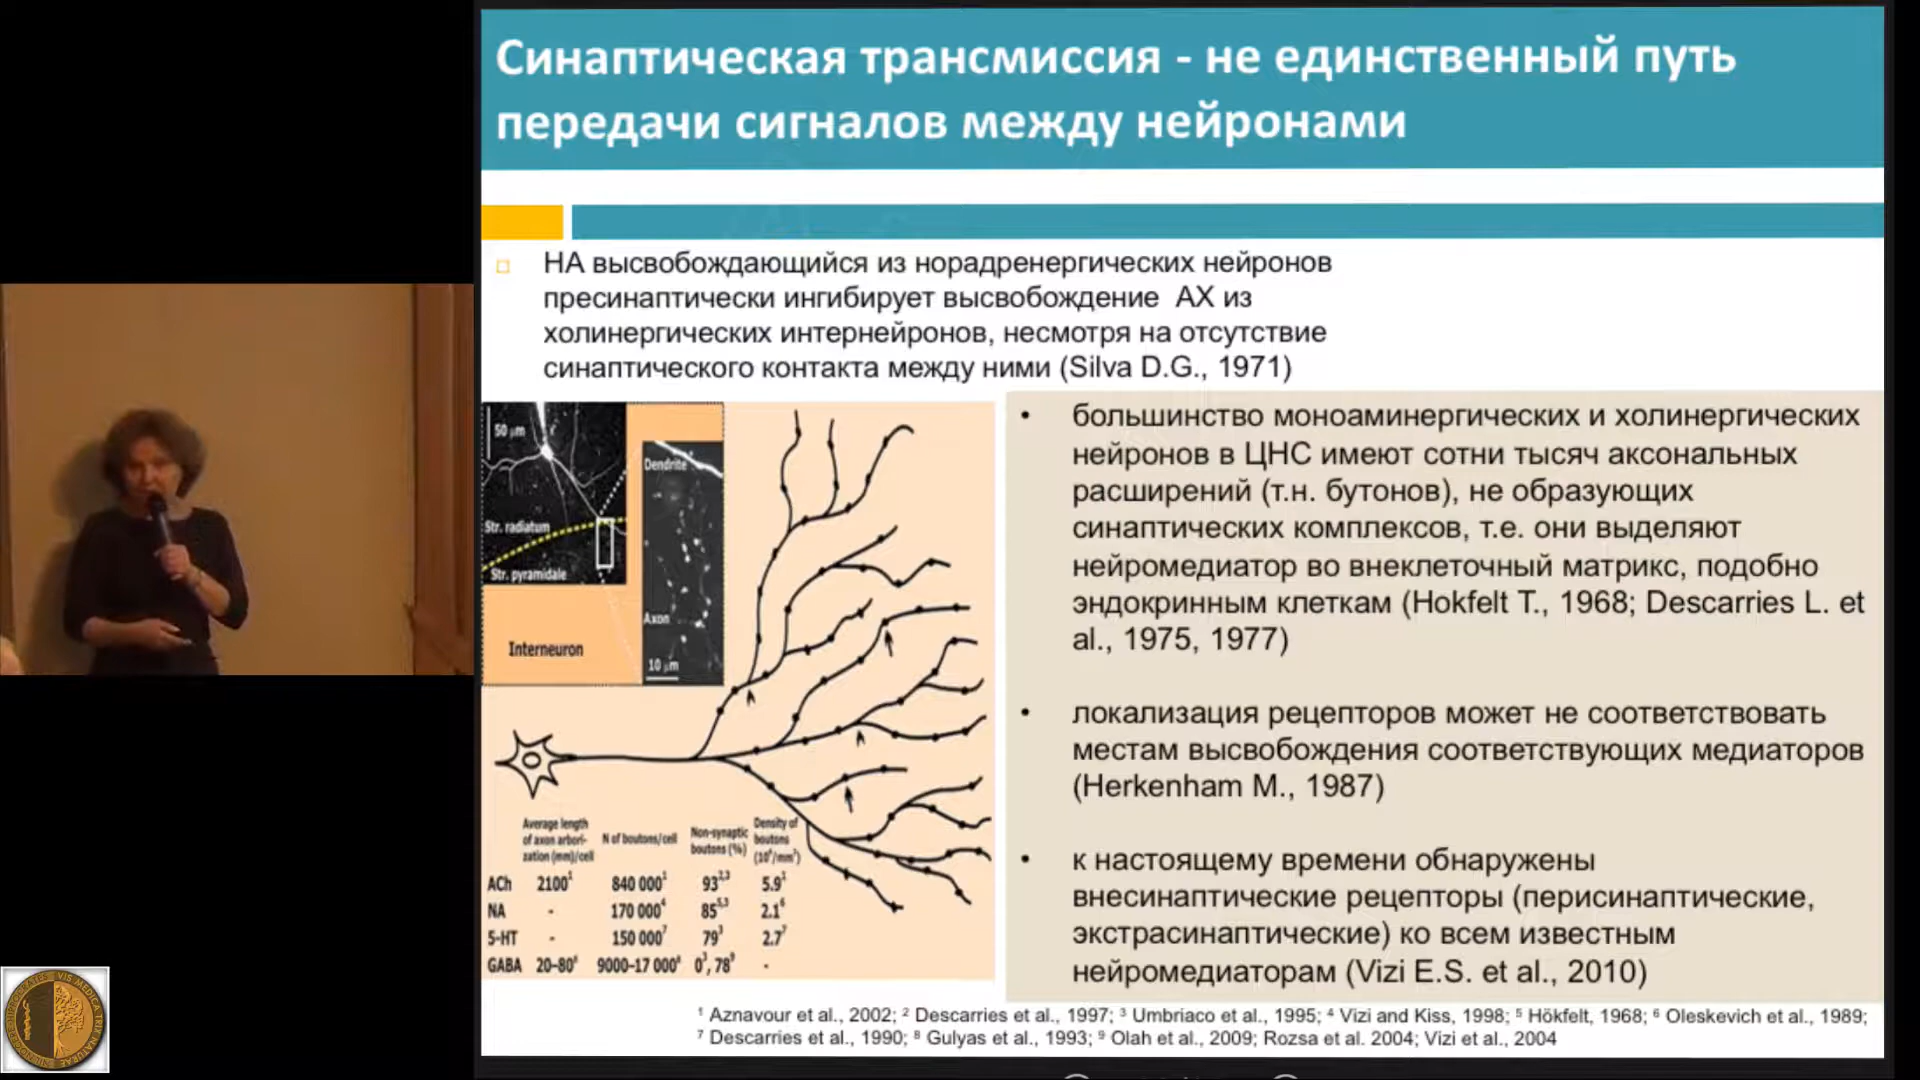 Синаптическая трансмиссия - не единственный путь
передачи сигналов между нейронами
НА высвобождающийся из норадренергических нейронов
пресинаптически ингибирует высвобождение АХ из
холинергических интернейронов, несмотря на отсутствие
синаптического контакта между ними (Silva D.G., 1971)
50 µm
Str. radiatum
Str. pyramidale
Interneuron
Dendrite
Axon
10 µm
Average length
of axon arbori-
zation (mm)/cell
N of boutons/cell
Non-synaptic
boutons (%)
Density of
boutons
(10⁶/mm³)
ACh 2100¹ 840 000¹ 93²,³ 5.9¹
NA - 170 000⁴ 85⁵,³ 2.1⁶
5-HT - 150 000⁷ 79³ 2.7⁷
GABA 20–80⁸ 9000–17 000⁸ 0³, 78⁹ -
• большинство моноаминергических и холинергических
нейронов в ЦНС имеют сотни тысяч аксональных
расширений (т.н. бутонов), не образующих
синаптических комплексов, т.е. они выделяют
нейромедиатор во внеклеточный матрикс, подобно
эндокринным клеткам (Hokfelt T., 1968; Descarries L. et
al., 1975, 1977)
• локализация рецепторов может не соответствовать
местам высвобождения соответствующих медиаторов
(Herkenham M., 1987)
• к настоящему времени обнаружены
внесинаптические рецепторы (перисинаптические,
экстрасинаптические) ко всем известным
нейромедиаторам (Vizi E.S. et al., 2010)
¹ Aznavour et al., 2002; ² Descarries et al., 1997; ³ Umbriaco et al., 1995; ⁴ Vizi and Kiss, 1998; ⁵ Hökfelt, 1968; ⁶ Oleskevich et al., 1989;
⁷ Descarries et al., 1990; ⁸ Gulyas et al., 1993; ⁹ Olah et al., 2009; Rozsa et al. 2004; Vizi et al., 2004